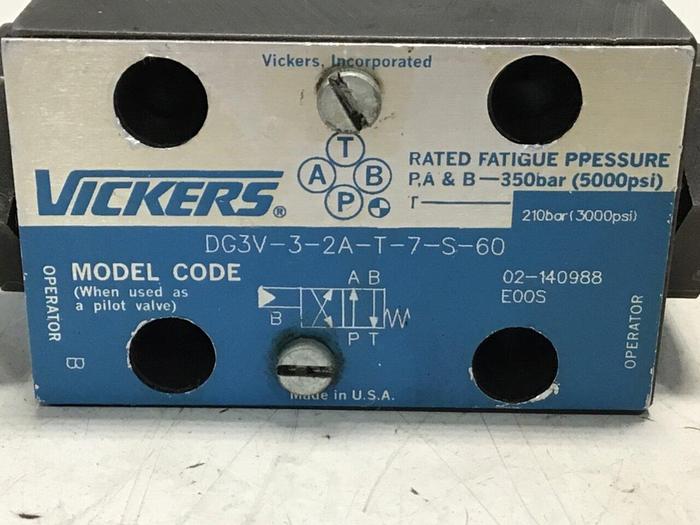 Vickers, Incorporated
T
A B
P
VICKERS®
RATED FATIGUE PPESSURE
P,A & B—350bar (5000psi)
T—
210bar(3000psi)
DG3V-3-2A-T-7-S-60
MODEL CODE
(When used as
a pilot valve)
02-140988
E00S
A B
B
P T
OPERATOR
B
OPERATOR
Made in U.S.A.